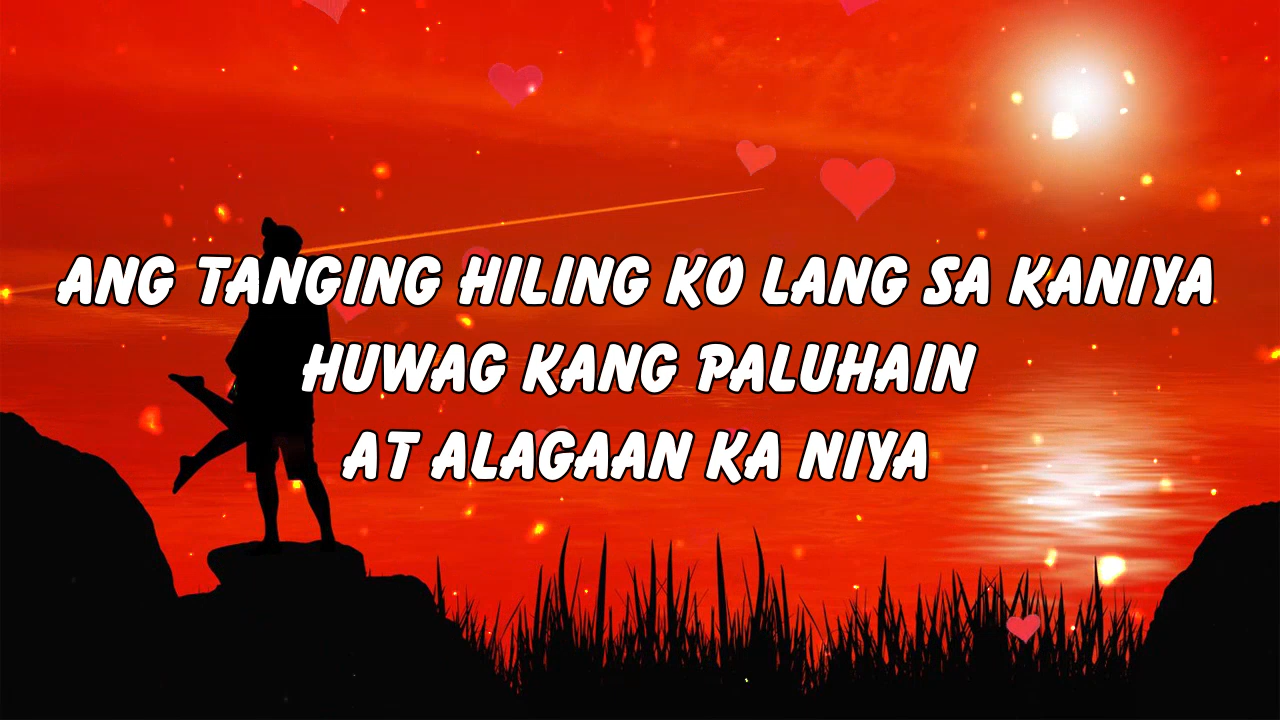 ANG TANGING HILING KO LANG SA KANIYA
HUWAG KANG PALUHAIN
AT ALAGAAN KA NIYA